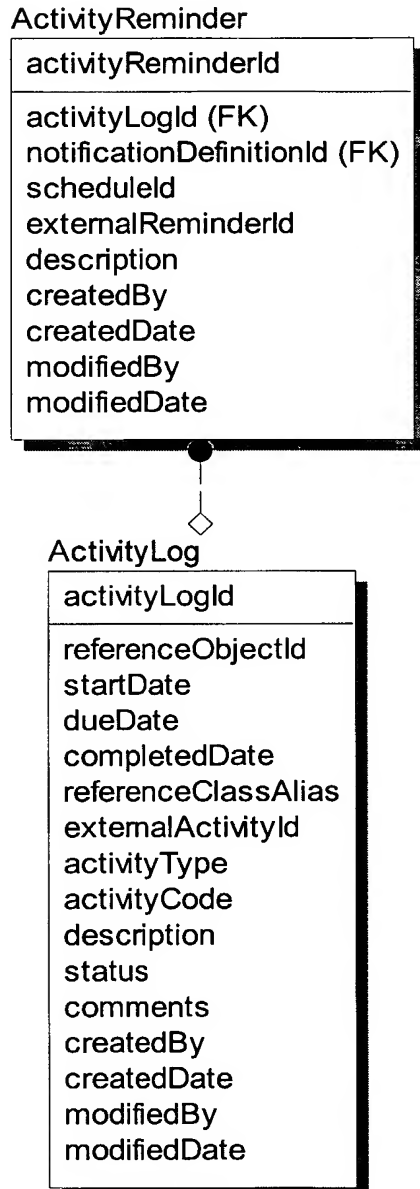 ActivityReminder
activityReminderId
activityLogId (FK)
notificationDefinitionId (FK)
scheduleId
externalReminderId
description
createdBy
createdDate
modifiedBy
modifiedDate
ActivityLog
activityLogId
referenceObjectId
startDate
dueDate
completedDate
referenceClassAlias
externalActivityId
activityType
activityCode
description
status
comments
createdBy
createdDate
modifiedBy
modifiedDate